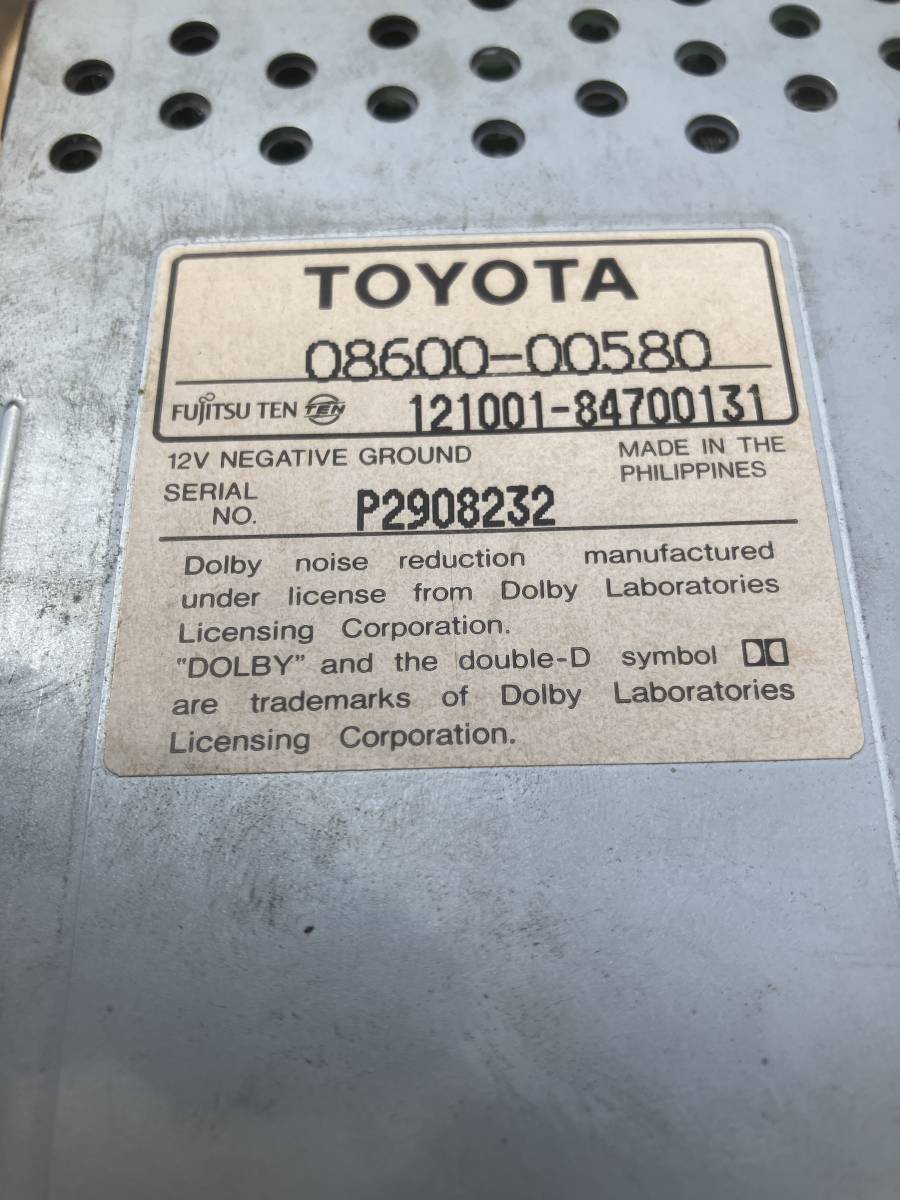 TOYOTA
08600-00580
FUJITSU TEN TEN 121001-84700131
12V NEGATIVE GROUND
MADE IN THE
PHILIPPINES
SERIAL
NO.
P2908232
Dolby noise reduction manufactured
under license from Dolby Laboratories
Licensing Corporation.
"DOLBY" and the double-D symbol
are trademarks of Dolby Laboratories
Licensing Corporation.